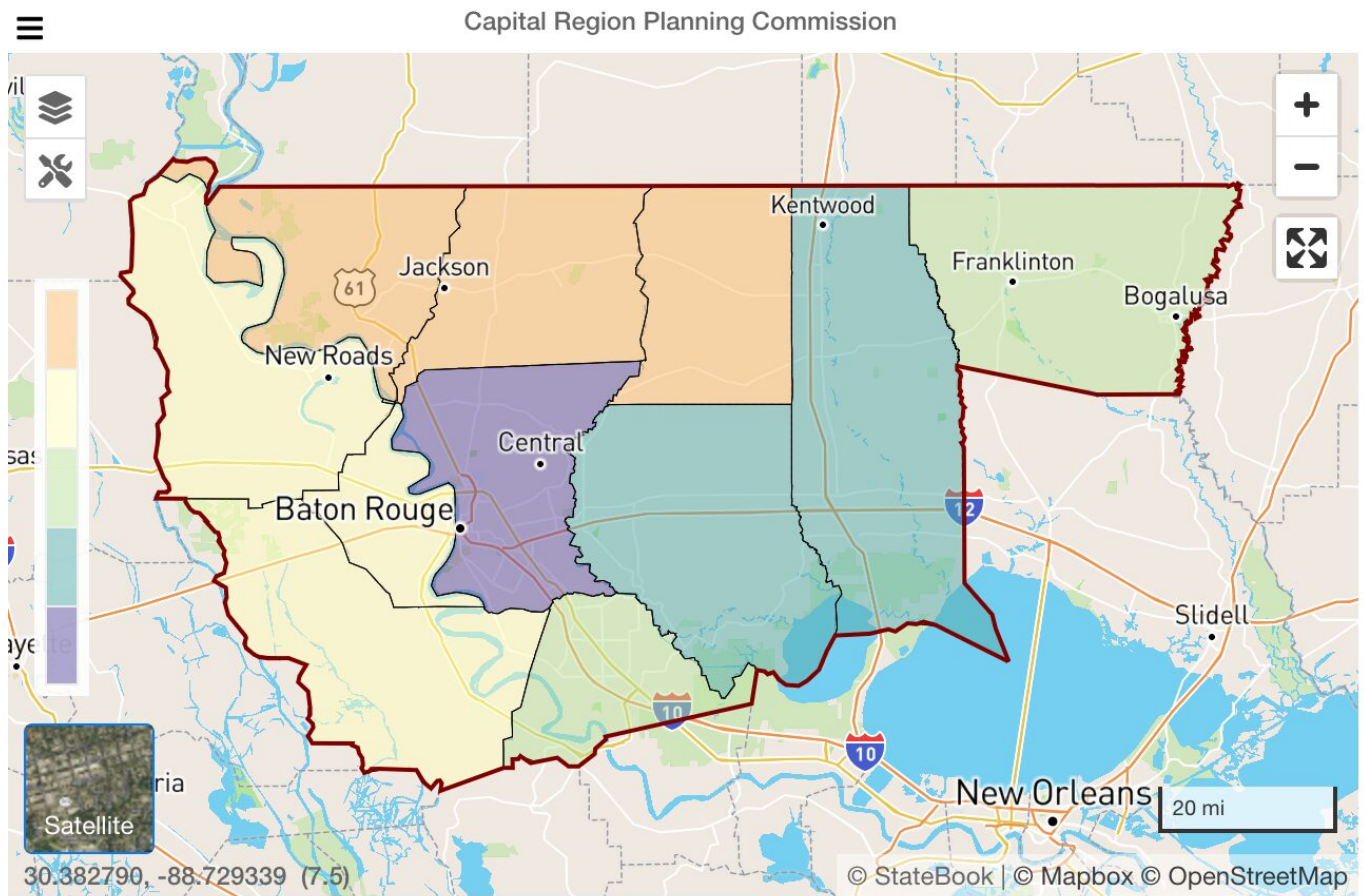 Capital Region Planning Commission
Kentwood
Franklinton
Jackson
61
Bogalusa
New Roads
Central
Baton Rouge
12
Slidell
10
10
New Orleans
Satellite
20 mi
30.382790, -88.729339 (7.5)
© StateBook | © Mapbox © OpenStreetMap